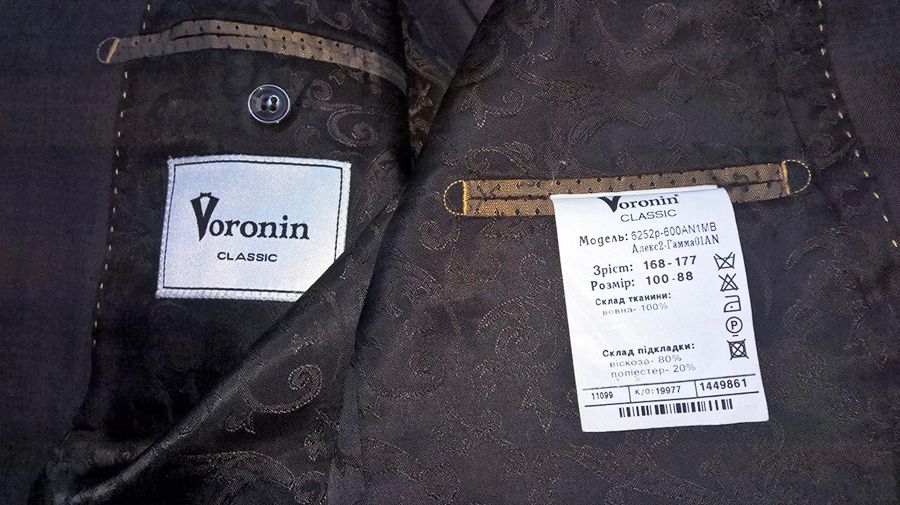 Voronin
CLASSIC
Voronin
CLASSIC
Модель: 6252p-600AN1MB
Алекс2-Гамма01AN
Зріст: 168-177
Розмір: 100-88
Склад тканини:
вовна- 100%
P
Склад підкладки:
віскоза- 80%
поліестер- 20%
11099 к/о: 19977 1449861